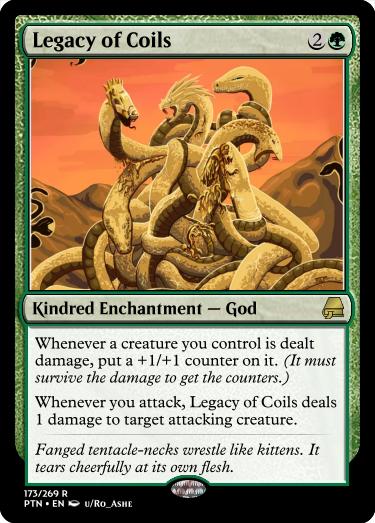 Legacy of Coils 2
Kindred Enchantment — God
Whenever a creature you control is dealt
damage, put a +1/+1 counter on it. (It must
survive the damage to get the counters.)
Whenever you attack, Legacy of Coils deals
1 damage to target attacking creature.
Fanged tentacle-necks wrestle like kittens. It
tears cheerfully at its own flesh.
173/269 R
PTN • EN u/Ro_Ashe